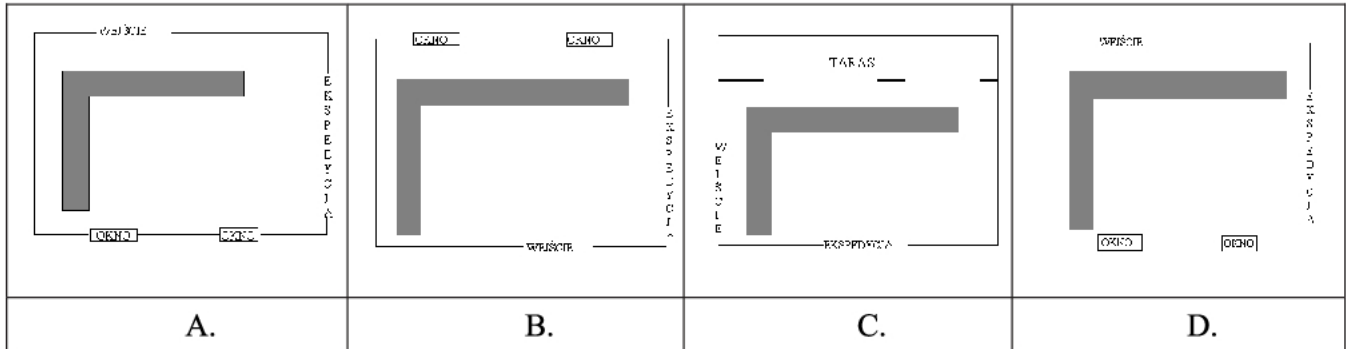 WEJŚCIE
EKSPEDYCJA
OKNO OKNO
OKNO OKNO
EKSPEDYCJA
WEJŚCIE
TARAS
WEJŚCIE
EKSPEDYCJA
WEJŚCIE
EKSPEDYCJA
OKNO OKNO
A. B. C. D.